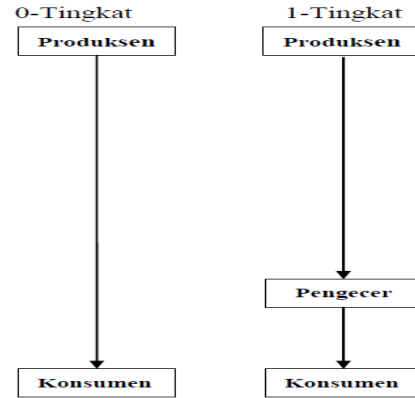 0-Tingkat
Produksen
Konsumen
1-Tingkat
Produksen
Pengecer
Konsumen